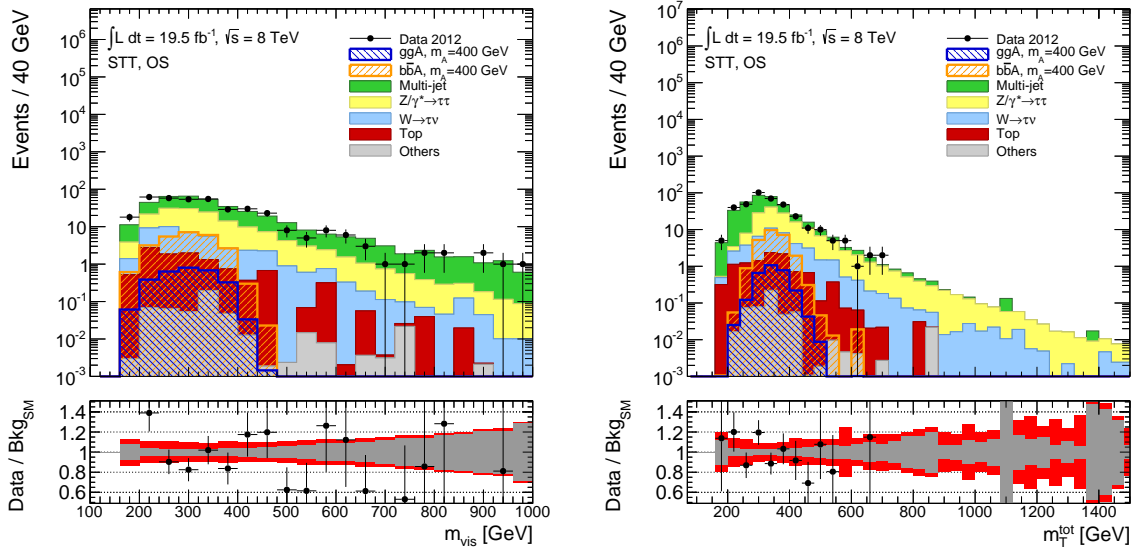 Events / 40 GeV
10⁶
10⁵
10⁴
10³
10²
10
1
10⁻¹
10⁻²
10⁻³
∫L dt = 19.5 fb⁻¹, √s = 8 TeV
STT, OS
Data 2012
ggA, m_A=400 GeV
bb̄A, m_A=400 GeV
Multi-jet
Z/γ*→ττ
W→τν
Top
Others
Data / Bkg_SM
1.4
1.2
1
0.8
0.6
100 200 300 400 500 600 700 800 900 1000
m_vis [GeV]
Events / 40 GeV
10⁶
10⁵
10⁴
10³
10²
10
1
10⁻¹
10⁻²
10⁻³
∫L dt = 19.5 fb⁻¹, √s = 8 TeV
STT, OS
Data 2012
ggA, m_A=400 GeV
bb̄A, m_A=400 GeV
Multi-jet
Z/γ*→ττ
W→τν
Top
Others
Data / Bkg_SM
1.4
1.2
1
0.8
0.6
200 400 600 800 1000 1200 1400
m_T^tot [GeV]